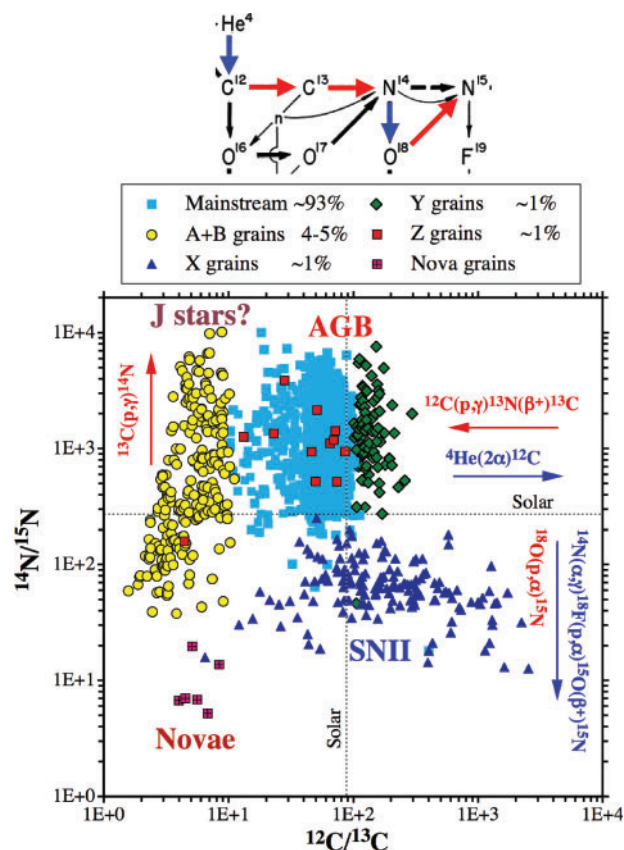 ·He⁴
C¹² C¹³ N¹⁴ N¹⁵
n
O¹⁶ O¹⁷ O¹⁸ F¹⁹
Mainstream ~93% Y grains ~1%
A+B grains 4-5% Z grains ~1%
X grains ~1% Nova grains
1E+4
1E+3
1E+2
1E+1
1E+0
¹⁴N/¹⁵N
J stars?
AGB
¹³C(p,γ)¹⁴N
¹²C(p,γ)¹³N(β+)¹³C
⁴He(2α)¹²C
Solar
¹⁸O(p,α)¹⁵N
¹⁴N(α,γ)¹⁸F(p,α)¹⁵O(β+)¹⁵N
SNII
Novae
Solar
1E+0 1E+1 1E+2 1E+3 1E+4
¹²C/¹³C